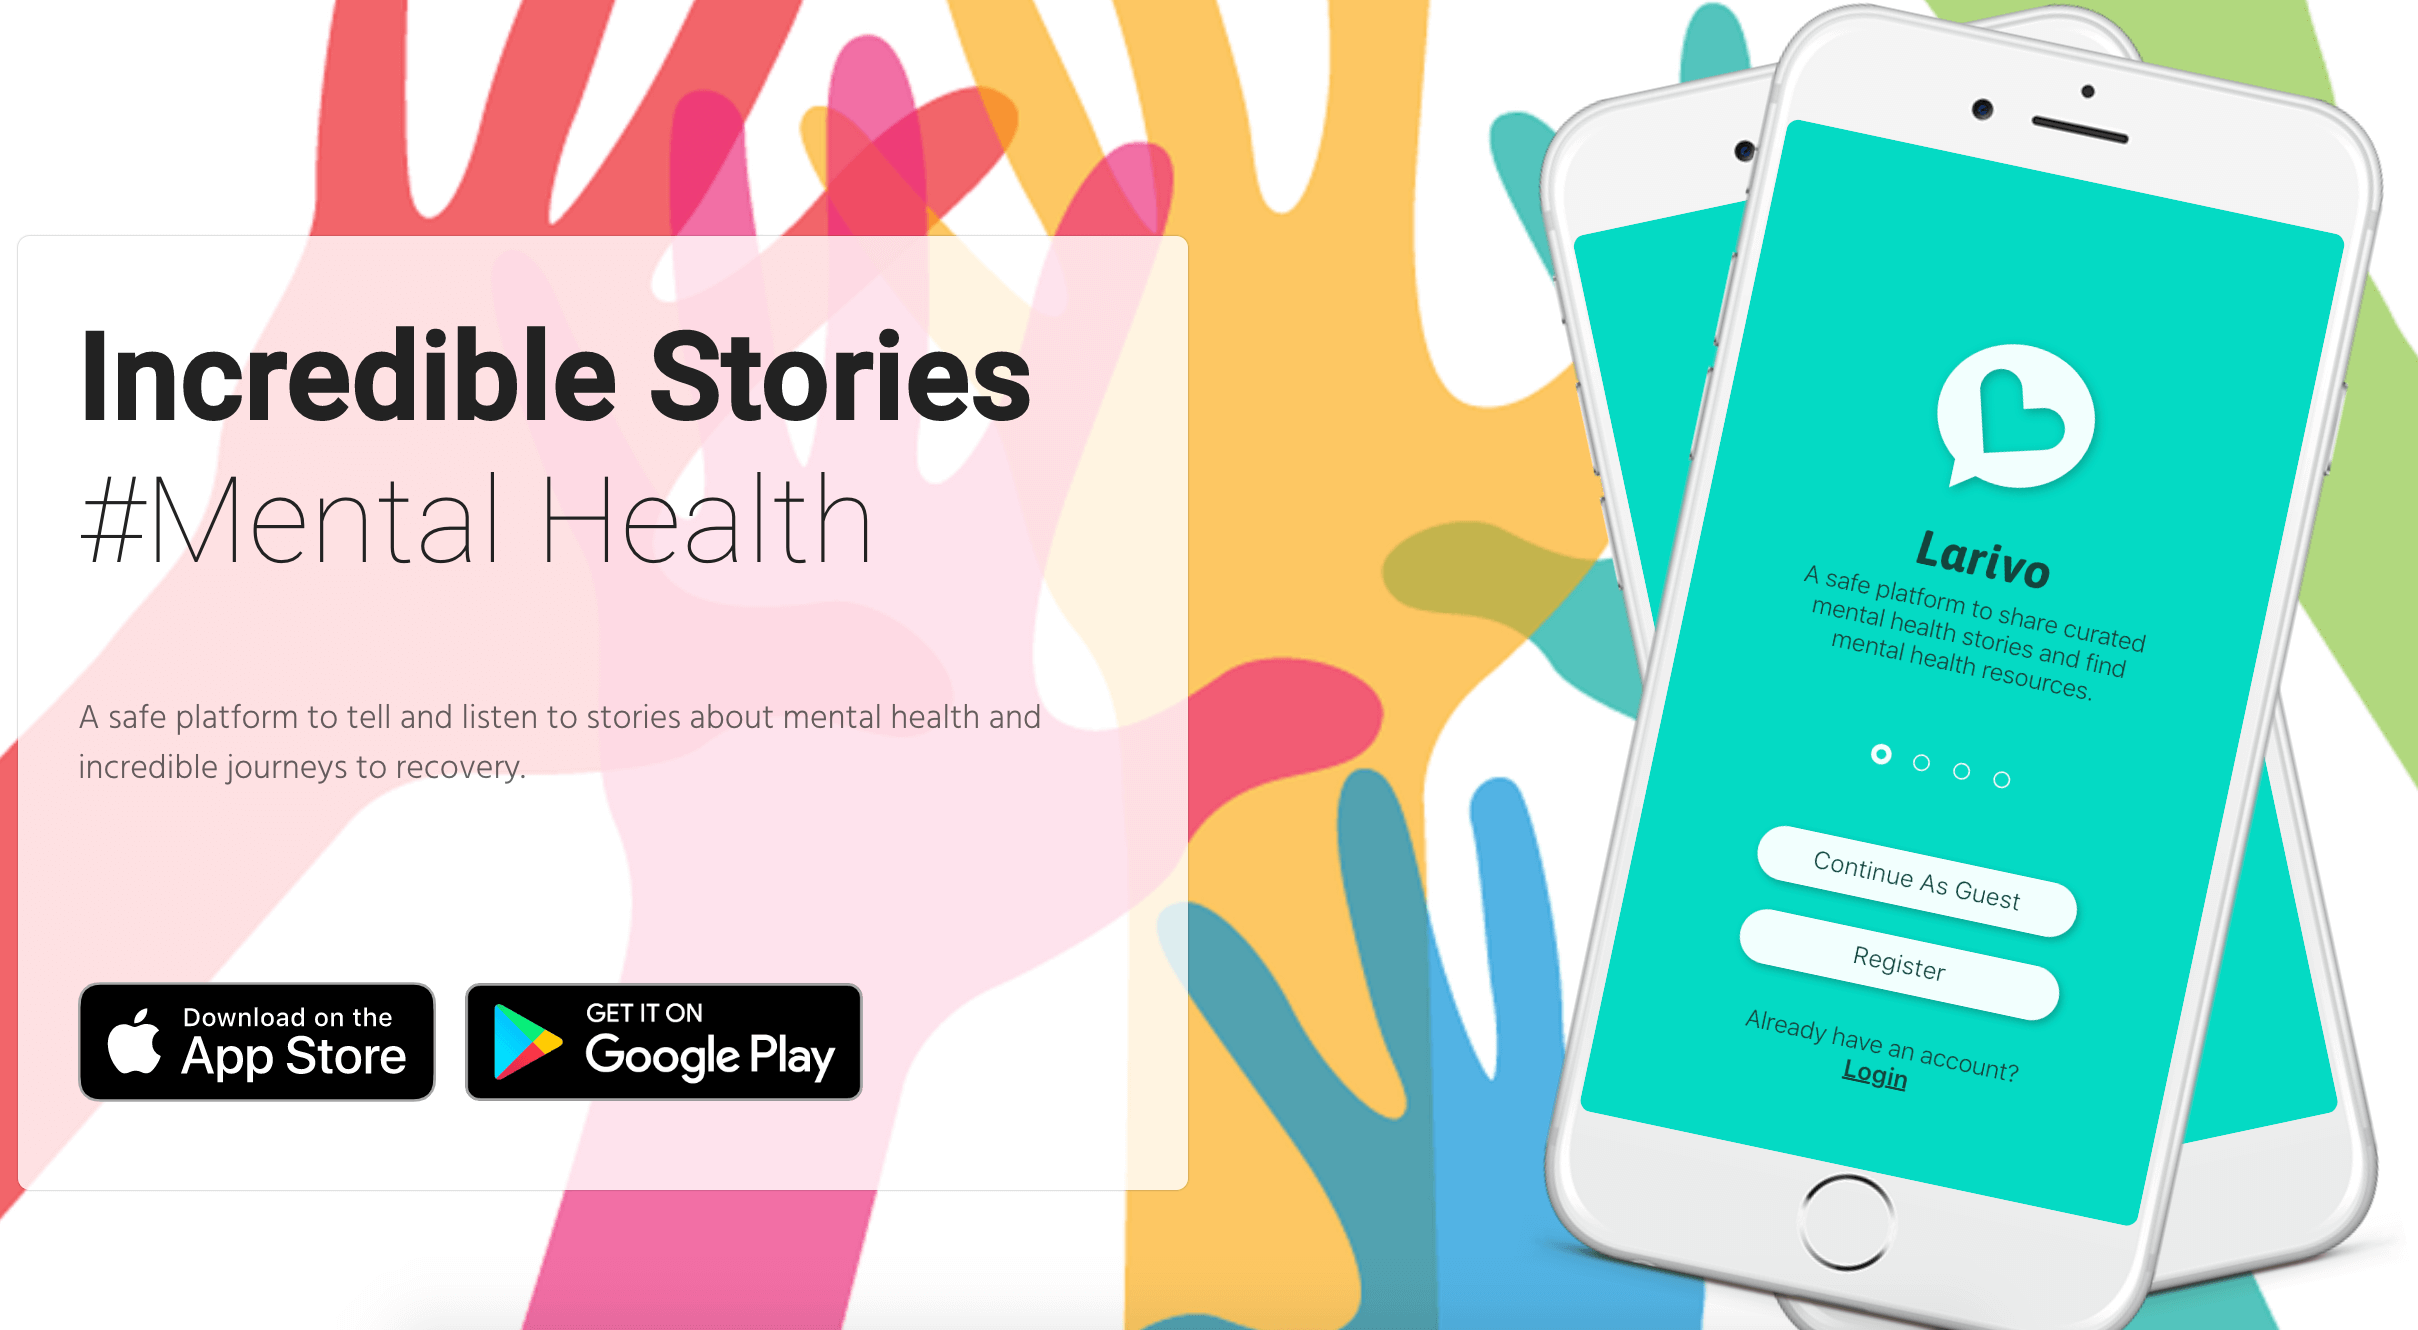 Incredible Stories
#Mental Health
A safe platform to tell and listen to stories about mental health and
incredible journeys to recovery.
Download on the
App Store
GET IT ON
Google Play
Larivo
A safe platform to share curated
mental health stories and find
mental health resources.
Continue As Guest
Register
Already have an account?
Login